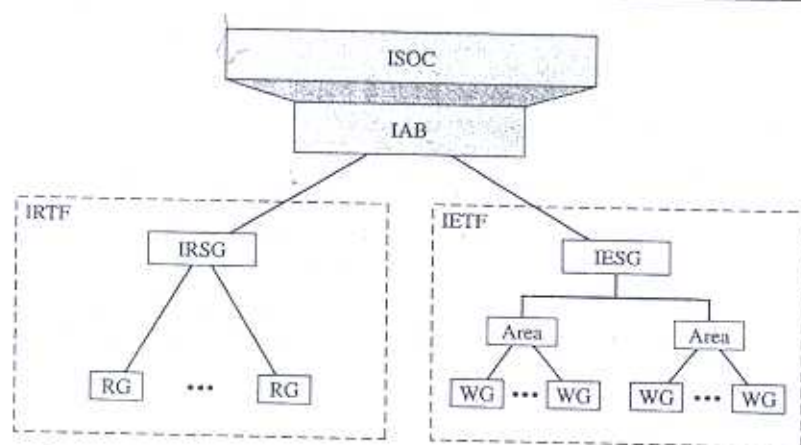 ISOC
IAB
IRTF
IETF
IRSG
IESG
Area
Area
RG ••• RG
WG ••• WG
WG ••• WG